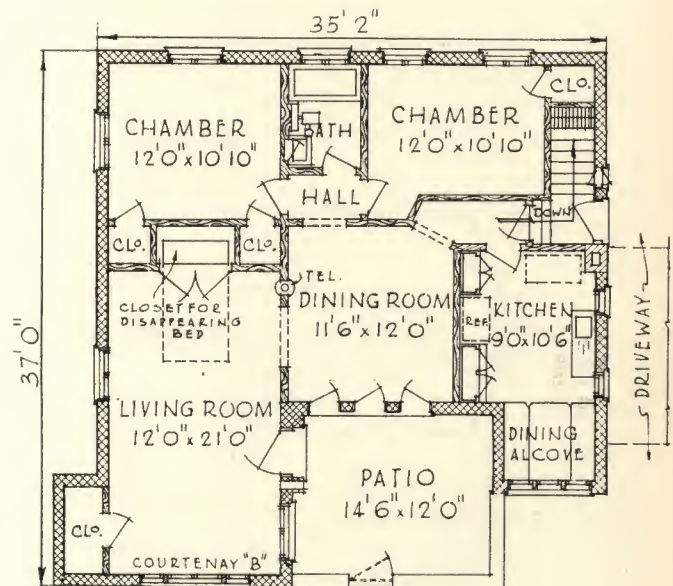 35'2"
CLO.
CHAMBER
12'0"x10'10"
BATH
CHAMBER
12'0"x10'10"
HALL
DOWN
CLO.
CLO.
TEL.
CLOSET FOR
DISAPPEARING
BED
DINING ROOM
11'6"x12'0"
REF.
KITCHEN
9'0"x10'6"
37'0"
DRIVEWAY
LIVING ROOM
12'0"x21'0"
DINING
ALCOVE
PATIO
14'6"x12'0"
CLO.
COURTENAY "B"